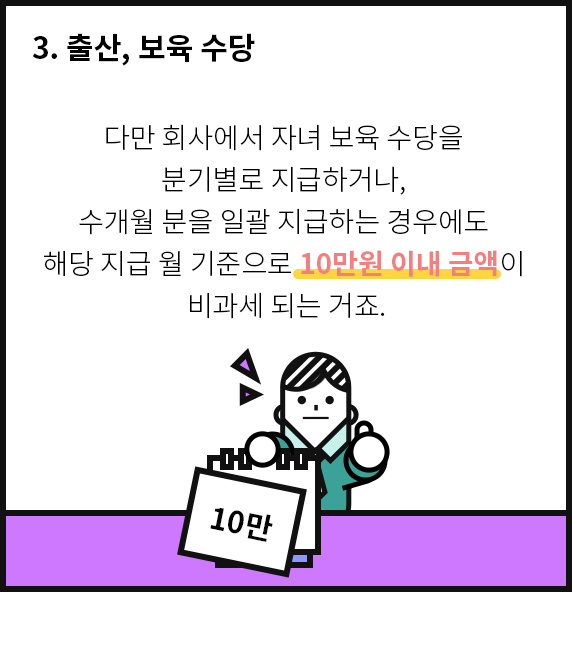 3. 출산, 보육 수당
다만 회사에서 자녀 보육 수당을
분기별로 지급하거나,
수개월 분을 일괄 지급하는 경우에도
해당 지급 월 기준으로 10만원 이내 금액이
비과세 되는 거죠.
10만